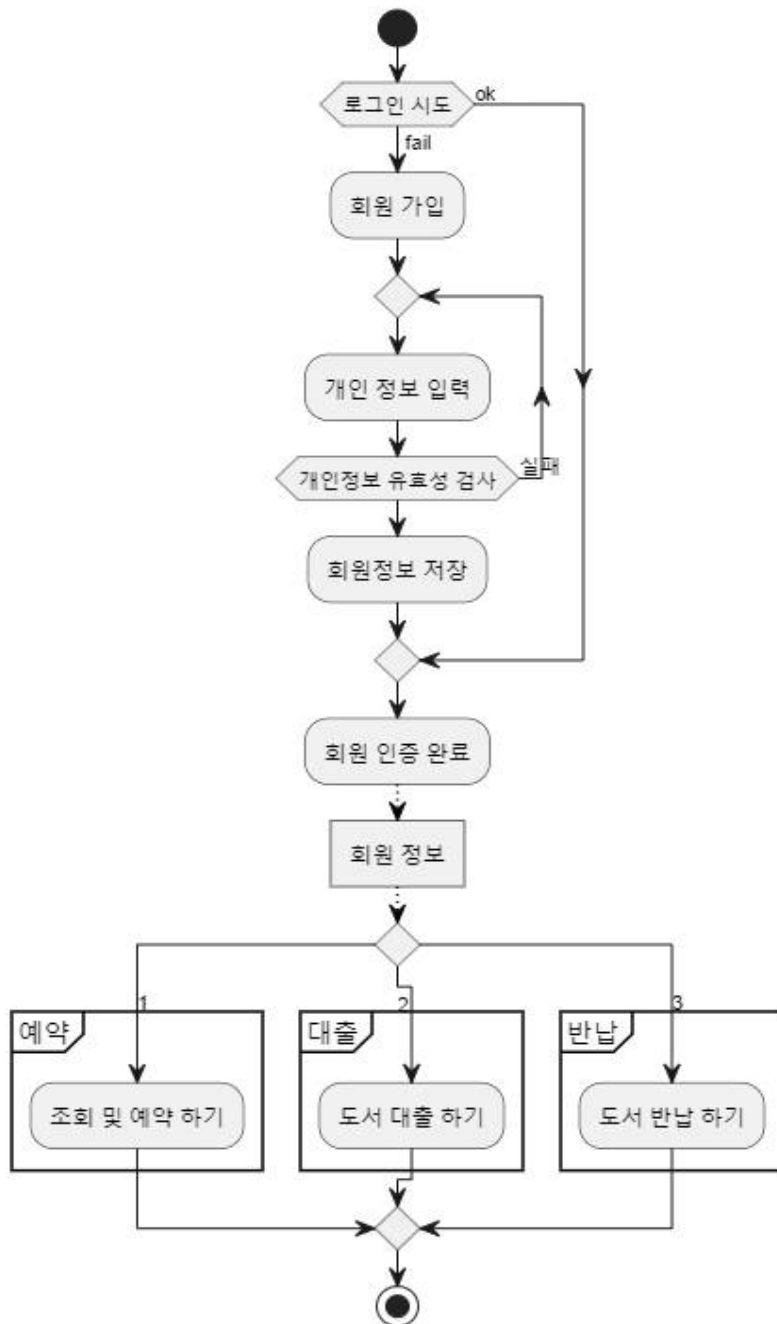 로그인 시도
ok
fail
회원 가입
개인 정보 입력
개인정보 유효성 검사
실패
회원정보 저장
회원 인증 완료
회원 정보
1
2
3
예약
대출
반납
조회 및 예약 하기
도서 대출 하기
도서 반납 하기